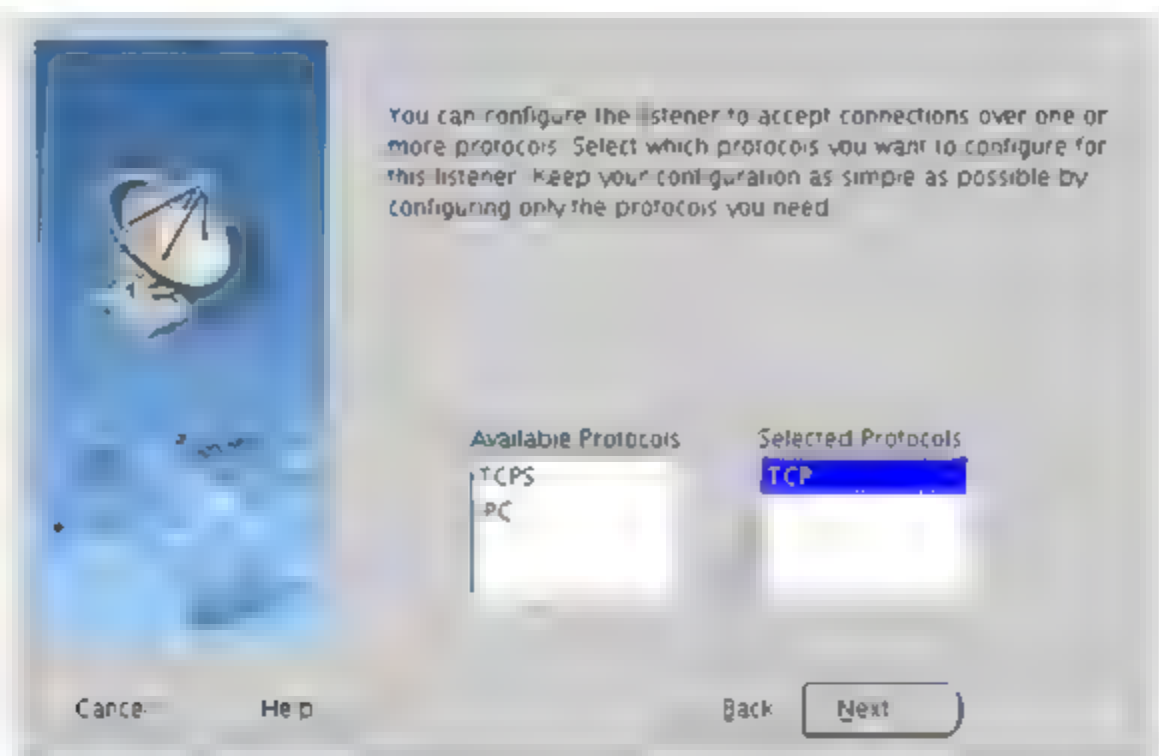 You can configure the listener to accept connections over one or
more protocols. Select which protocols you want to configure for
this listener. Keep your configuration as simple as possible by
configuring only the protocols you need.
Available Protocols
Selected Protocols
TCPS
TCP
IPC
Cancel
Help
Back
Next